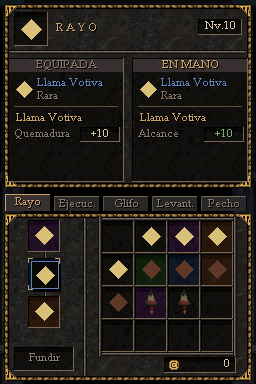 RAYO
Nv.10
EQUIPADA
Llama Votiva
Rara
Llama Votiva
Quemadura +10
EN MANO
Llama Votiva
Rara
Llama Votiva
Alcance +10
Rayo Ejecuc. Glifo Levant. Pecho
Fundir
0